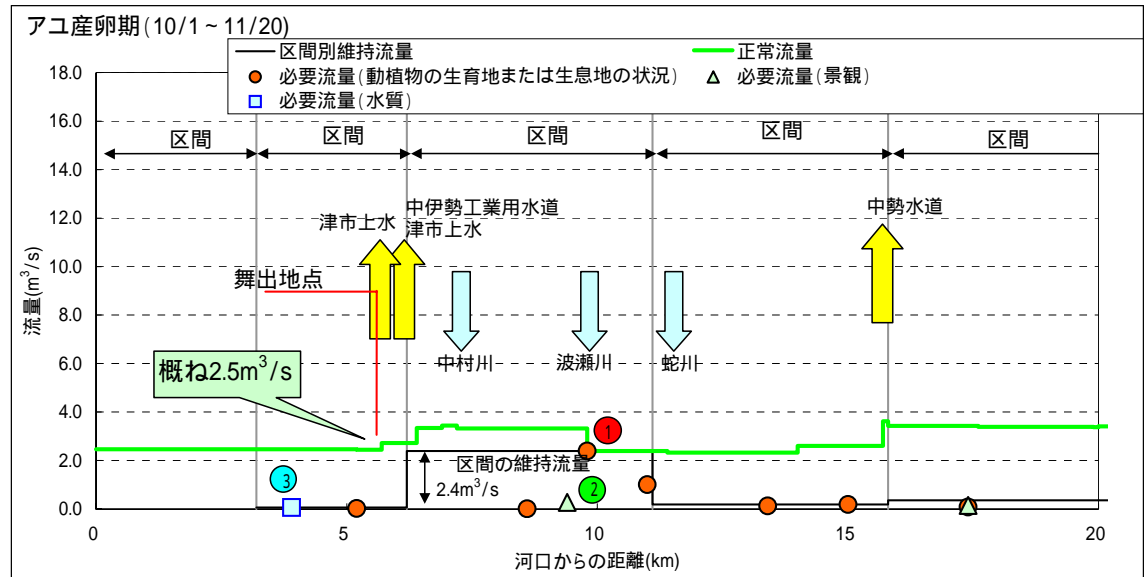 アユ産卵期(10/1~11/20)
区間別維持流量
正常流量
必要流量(動植物の生育地または生息地の状況)
必要流量(景観)
必要流量(水質)
18.0
16.0
14.0
12.0
10.0
8.0
6.0
4.0
2.0
0.0
流量(m³/s)
区間
区間
区間
区間
区間
津市上水
中伊勢工業用水道
津市上水
中勢水道
舞出地点
中村川
波瀬川
蛇川
概ね2.5m³/s
1
区間の維持流量
2.4m³/s
2
3
0
5
10
15
20
河口からの距離(km)